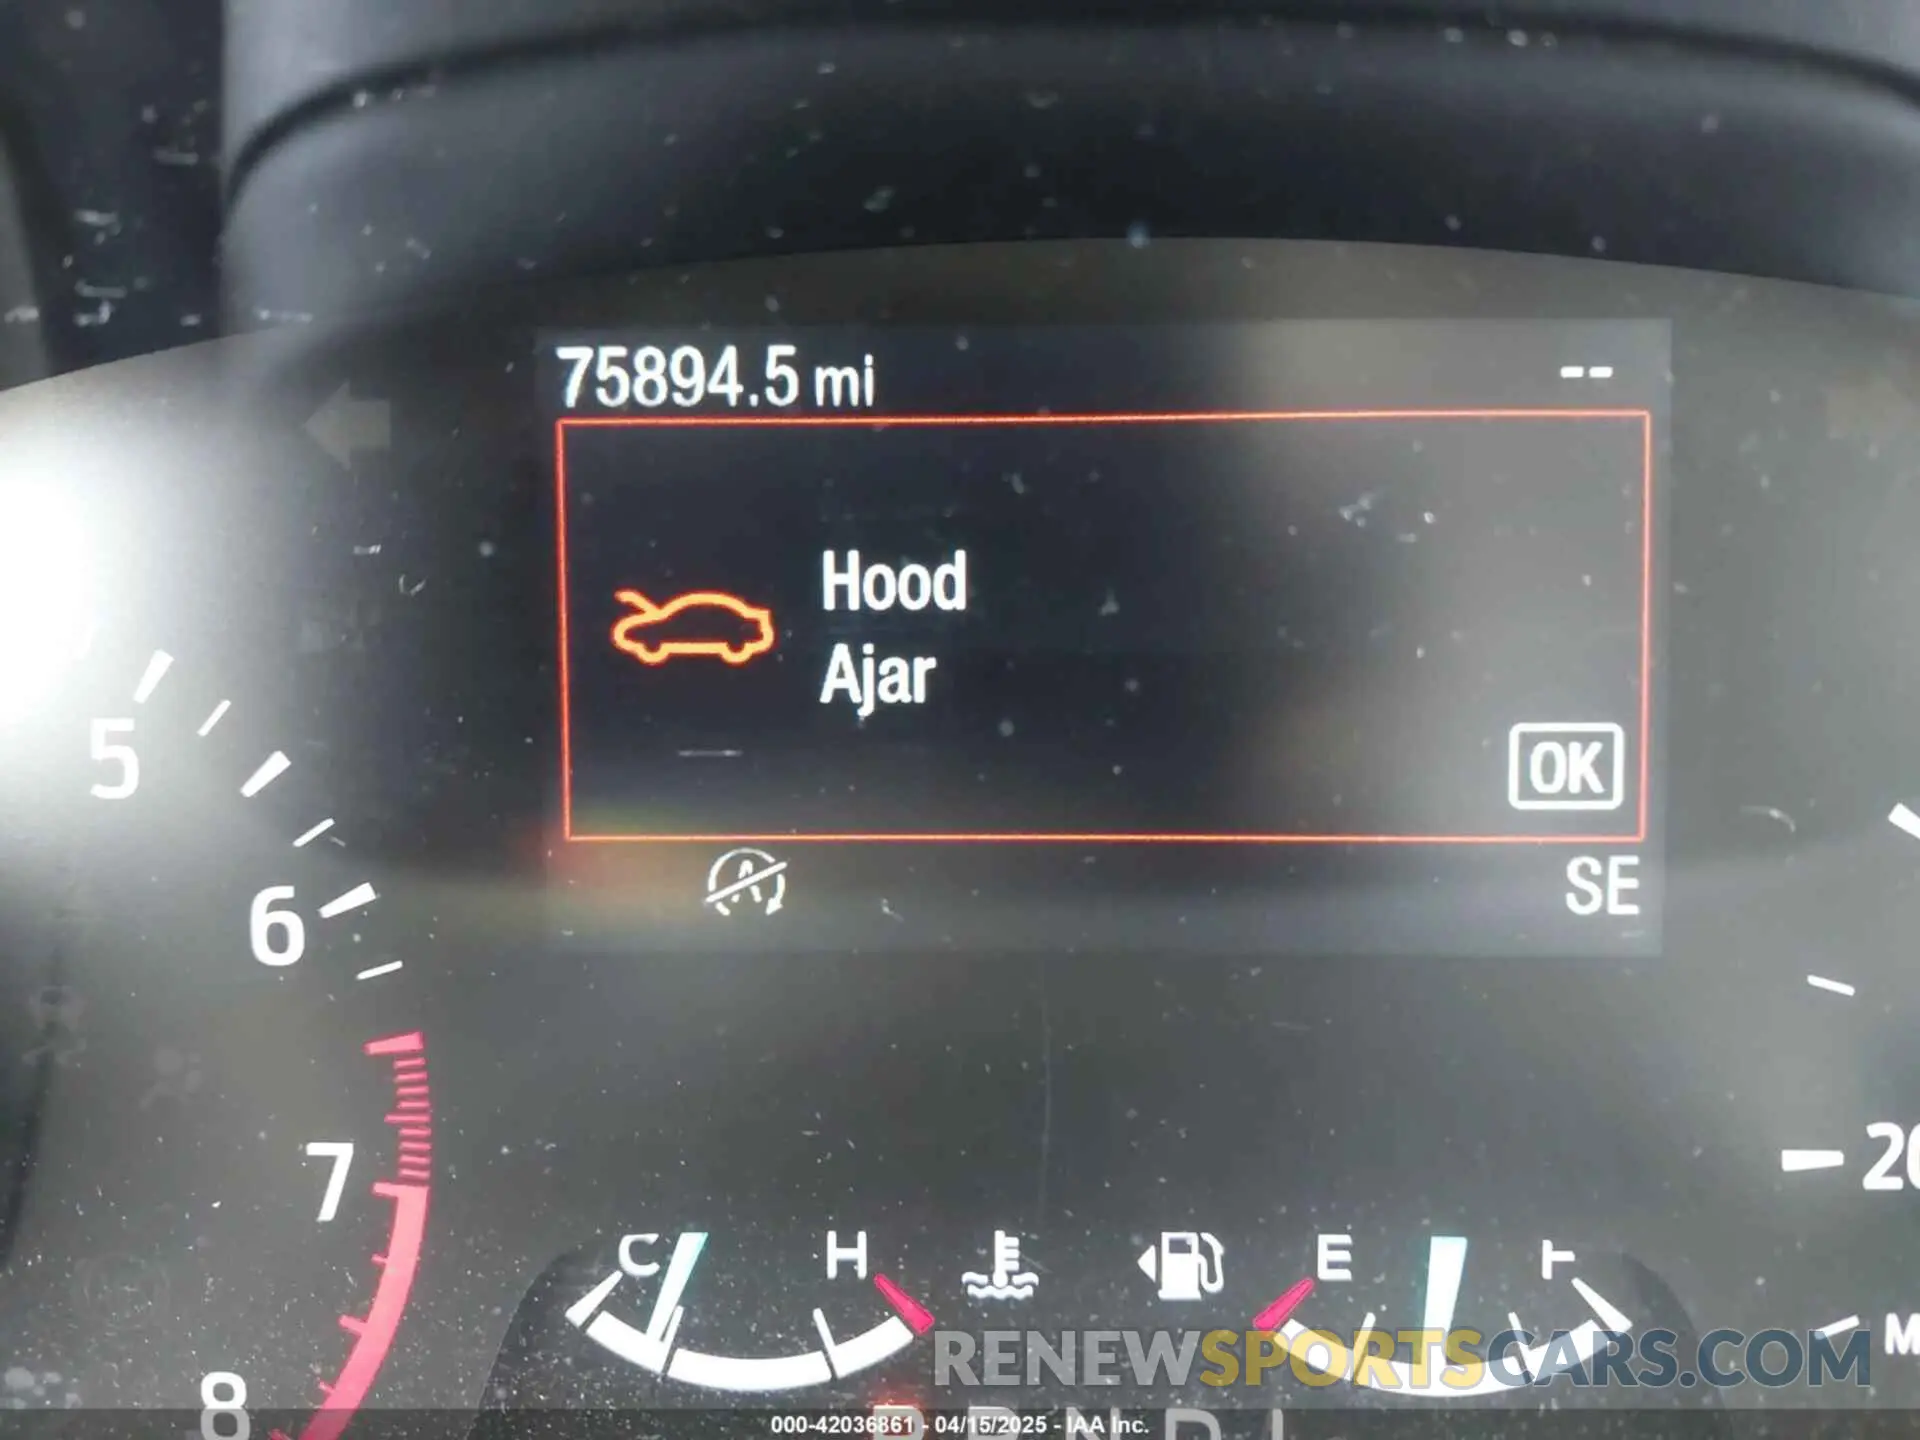 75894.5 mi --
Hood
Ajar
OK
SE
5
6
7
8
20
C H E F
RENEWSPORTSCARS.COM
000-42036861 - 04/15/2025 - IAA Inc.